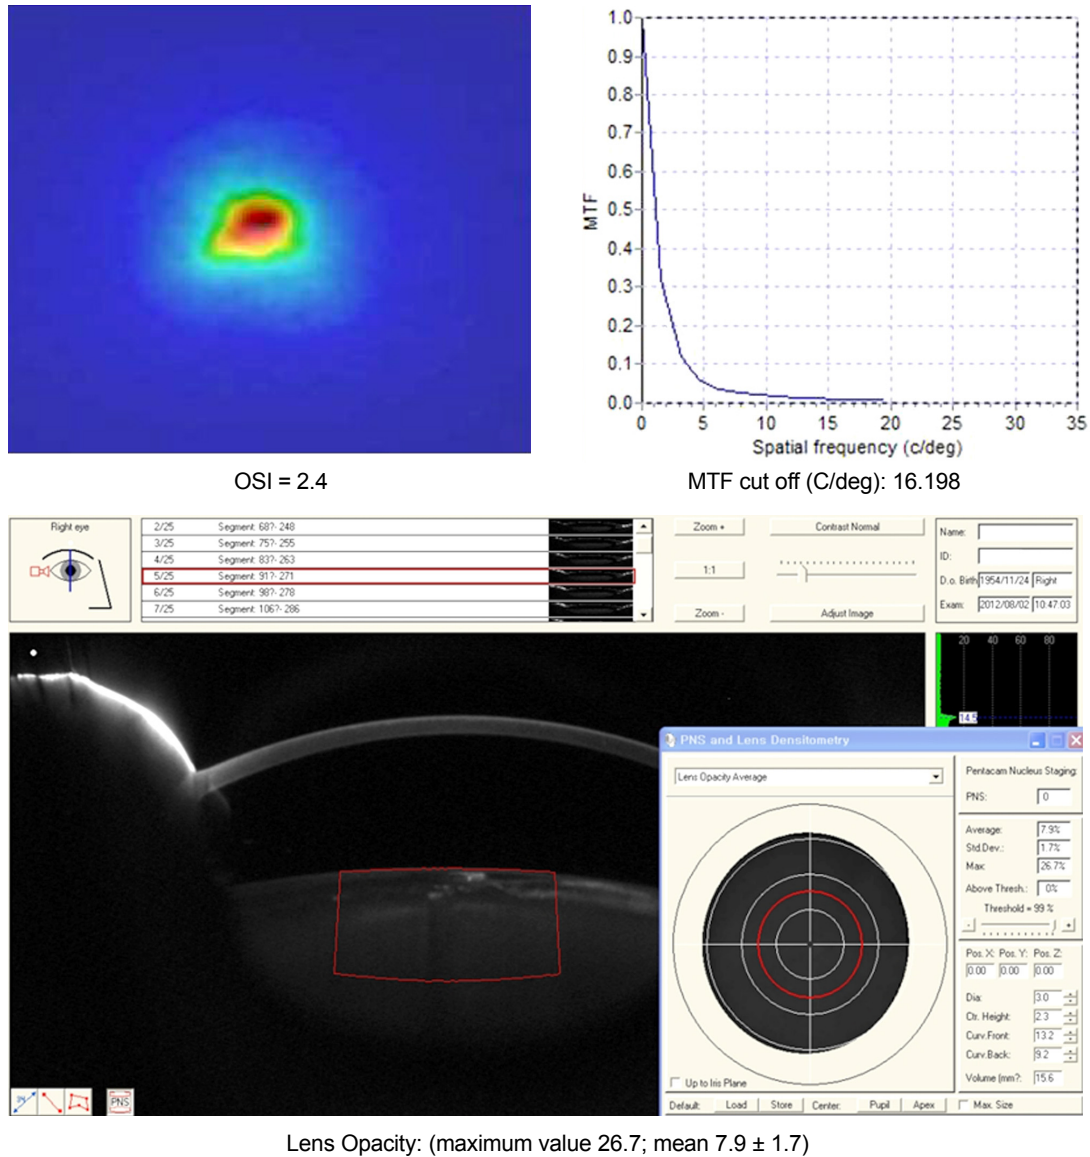 1.0
0.9
0.8
0.7
0.6
0.5
0.4
0.3
0.2
0.1
0.0
MTF
0 5 10 15 20 25 30 35
Spatial frequency (c/deg)
OSI = 2.4
MTF cut off (C/deg): 16.198
Right eye
2/25 Segment: 68?- 248
3/25 Segment: 75?- 255
4/25 Segment: 83?- 263
5/25 Segment: 91?- 271
6/25 Segment: 98?- 278
7/25 Segment: 106?- 286
Zoom +
1:1
Zoom -
Contrast Normal
Adjust Image
Name:
ID:
D.o. Birth 1954/11/24 Right
Exam: 2012/08/02 10:47:03
20 40 60 80
14.5
PNS and Lens Densitometry
Lens Opacity Average
Pentacam Nucleus Staging:
PNS: 0
Average: 7.9%
Std.Dev.: 1.7%
Max: 26.7%
Above Thresh.: 0%
Threshold = 99 %
- +
Pos. X: Pos. Y: Pos. Z:
0.00 0.00 0.00
Dia: 3.0
Ctr. Height: 2.3
Curv.Front: 13.2
Curv.Back: 9.2
Volume (mm?: 15.6
Up to Iris Plane
Default: Load Store Center: Pupil Apex Max. Size
PNS
Lens Opacity: (maximum value 26.7; mean 7.9 ± 1.7)